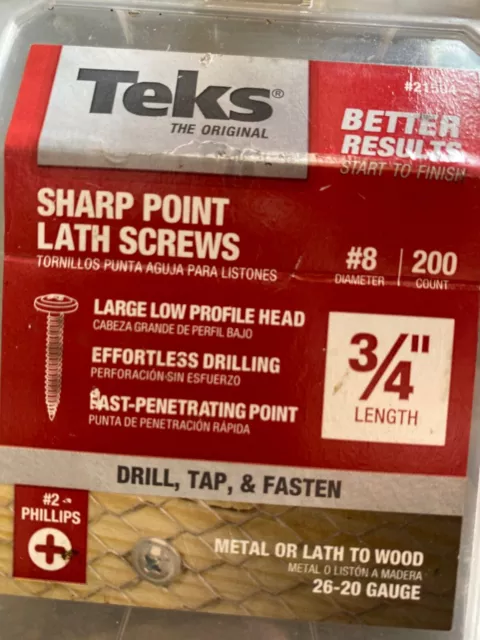 Teks®
THE ORIGINAL
BETTER
RESULTS
START TO FINISH
SHARP POINT
LATH SCREWS
TORNILLOS PUNTA AGUJA PARA LISTONES
#8
DIAMETER
200
COUNT
LARGE LOW PROFILE HEAD
CABEZA GRANDE DE PERFIL BAJO
EFFORTLESS DRILLING
PERFORACIÓN SIN ESFUERZO
FAST-PENETRATING POINT
PUNTA DE PENETRACIÓN RÁPIDA
3/4"
LENGTH
DRILL, TAP, & FASTEN
#2
PHILLIPS
METAL OR LATH TO WOOD
METAL O LISTÓN A MADERA
26-20 GAUGE